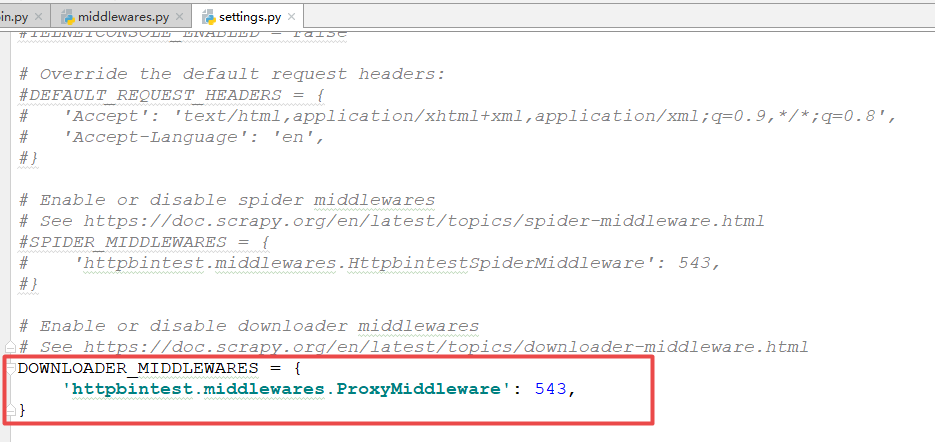 in.py middlewares.py settings.py
#TELNETCONSOLE_ENABLED = False
# Override the default request headers:
#DEFAULT_REQUEST_HEADERS = {
#   'Accept': 'text/html,application/xhtml+xml,application/xml;q=0.9,*/*;q=0.8',
#   'Accept-Language': 'en',
#}
# Enable or disable spider middlewares
# See https://doc.scrapy.org/en/latest/topics/spider-middleware.html
#SPIDER_MIDDLEWARES = {
#    'httpbintest.middlewares.HttpbintestSpiderMiddleware': 543,
#}
# Enable or disable downloader middlewares
# See https://doc.scrapy.org/en/latest/topics/downloader-middleware.html
DOWNLOADER_MIDDLEWARES = {
    'httpbintest.middlewares.ProxyMiddleware': 543,
}